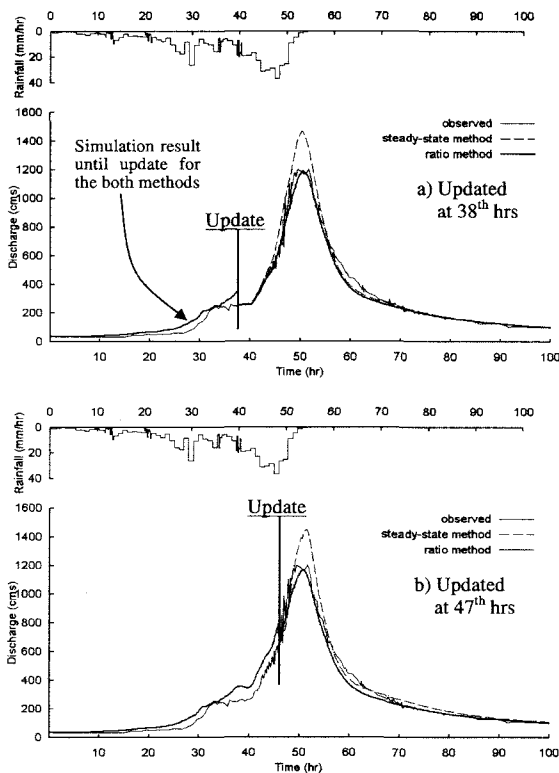 0 10 20 30 40 50 60 70 80 90 100
Rainfall (mm/hr)
0
20
40
1600
1400
1200
1000
800
600
400
200
0
Discharge (cms)
observed
steady-state method
ratio method
Simulation result
until update for
the both methods
Update
a) Updated
at 38th hrs
10 20 30 40 50 60 70 80 90 100
Time (hr)
0 10 20 30 40 50 60 70 80 90 100
Rainfall (mm/hr)
0
20
40
1600
1400
1200
1000
800
600
400
200
0
Discharge (cms)
Update
observed
steady-state method
ratio method
b) Updated
at 47th hrs
10 20 30 40 50 60 70 80 90 100
Time (hr)